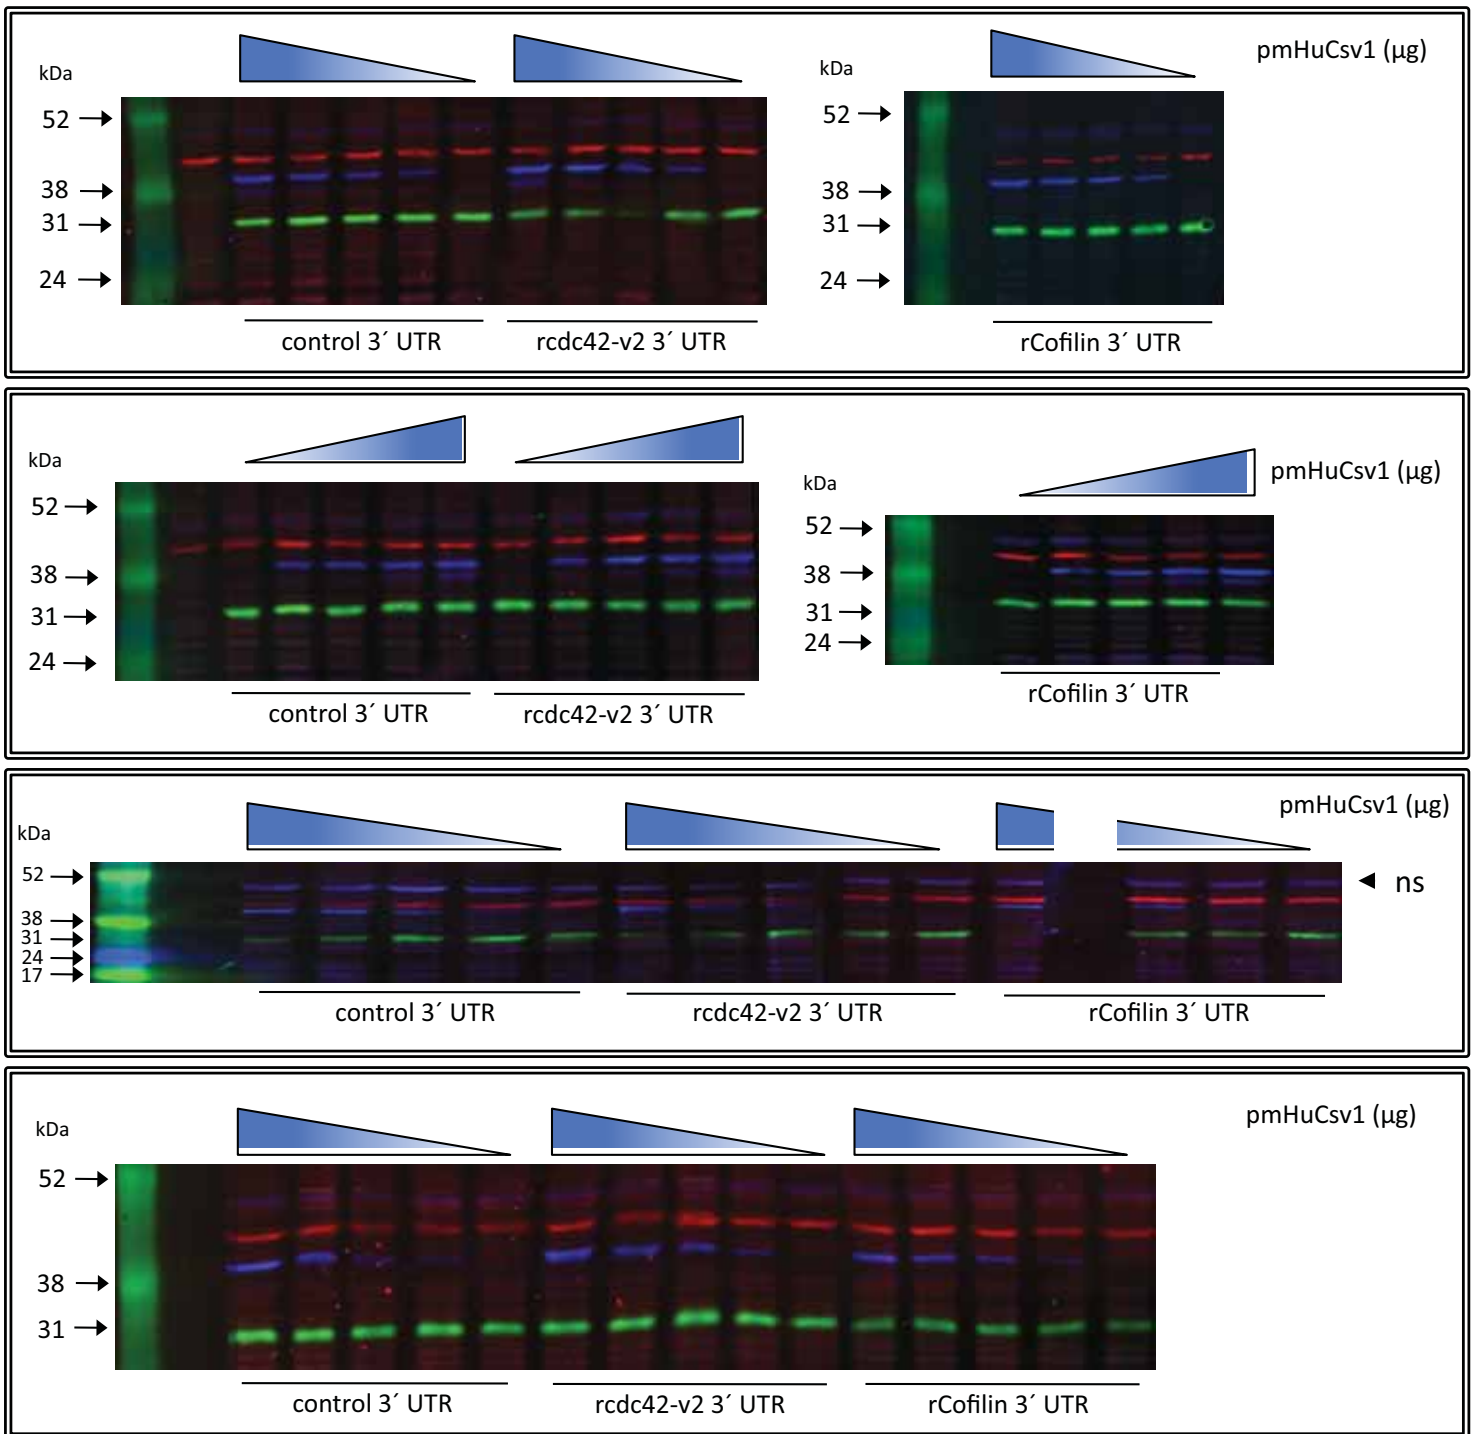 pmHuCsv1 (µg)
kDa
52
38
31
24
control 3´ UTR
rcdc42-v2 3´ UTR
kDa
52
38
31
24
rCofilin 3´ UTR
kDa
52
38
31
24
control 3´ UTR
rcdc42-v2 3´ UTR
pmHuCsv1 (µg)
kDa
52
38
31
24
rCofilin 3´ UTR
pmHuCsv1 (µg)
kDa
52
38
31
24
17
ns
control 3´ UTR
rcdc42-v2 3´ UTR
rCofilin 3´ UTR
pmHuCsv1 (µg)
kDa
52
38
31
control 3´ UTR
rcdc42-v2 3´ UTR
rCofilin 3´ UTR